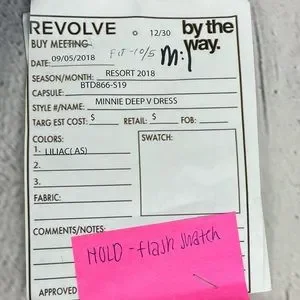 REVOLVE 12/30 by the way.
BUY MEETING Fit-10/5 M:
DATE: 09/05/2018
SEASON/MONTH: RESORT 2018
CAPSULE: BTD866-S19
STYLE #/NAME: MINNIE DEEP V DRESS
TARG EST COST: $ RETAIL: $ FOB:
COLORS: SWATCH:
1. LILIAC( AS)
2.
3.
FABRIC:
COMMENTS/NOTES:
HOLD - flash swatch
APPROVED